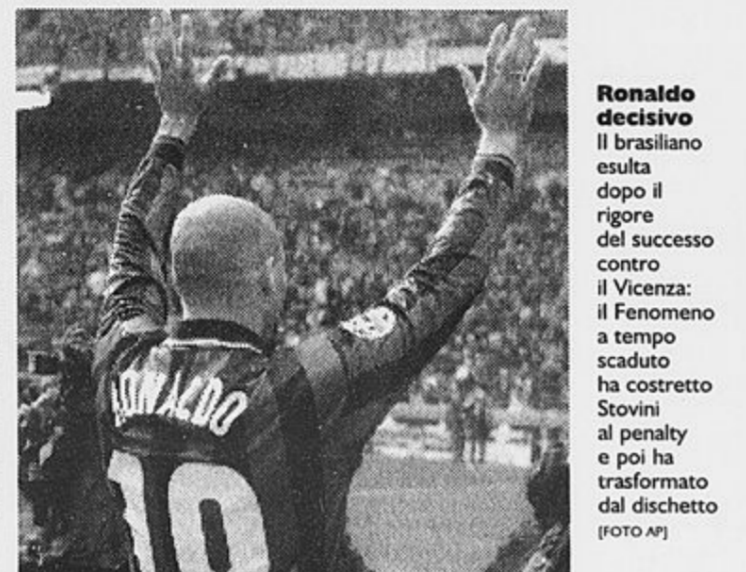 RONALDO
10
Ronaldo
decisivo
Il brasiliano
esulta
dopo il
rigore
del successo
contro
il Vicenza:
il Fenomeno
a tempo
scaduto
ha costretto
Stovini
al penalty
e poi ha
trasformato
dal dischetto
[FOTO AP]